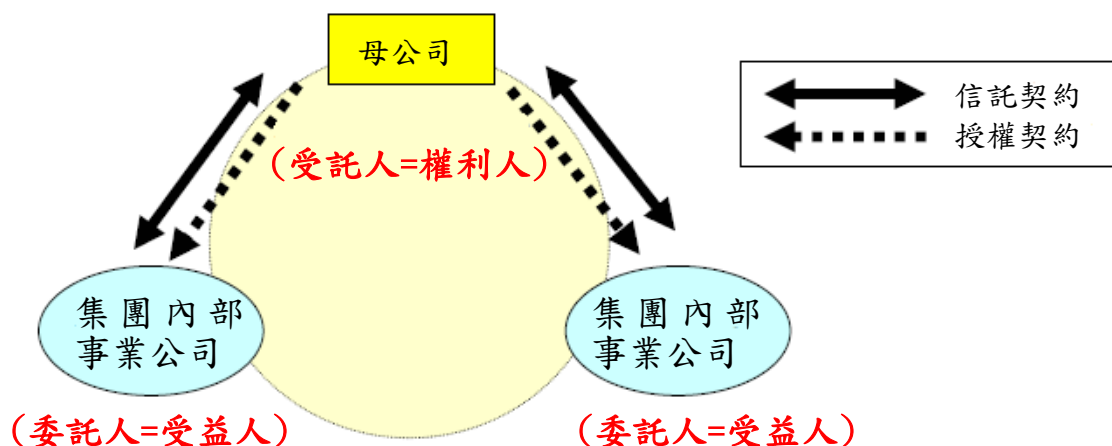 母公司
信託契約
授權契約
(受託人=權利人)
集團內部
事業公司
集團內部
事業公司
(委託人=受益人)
(委託人=受益人)